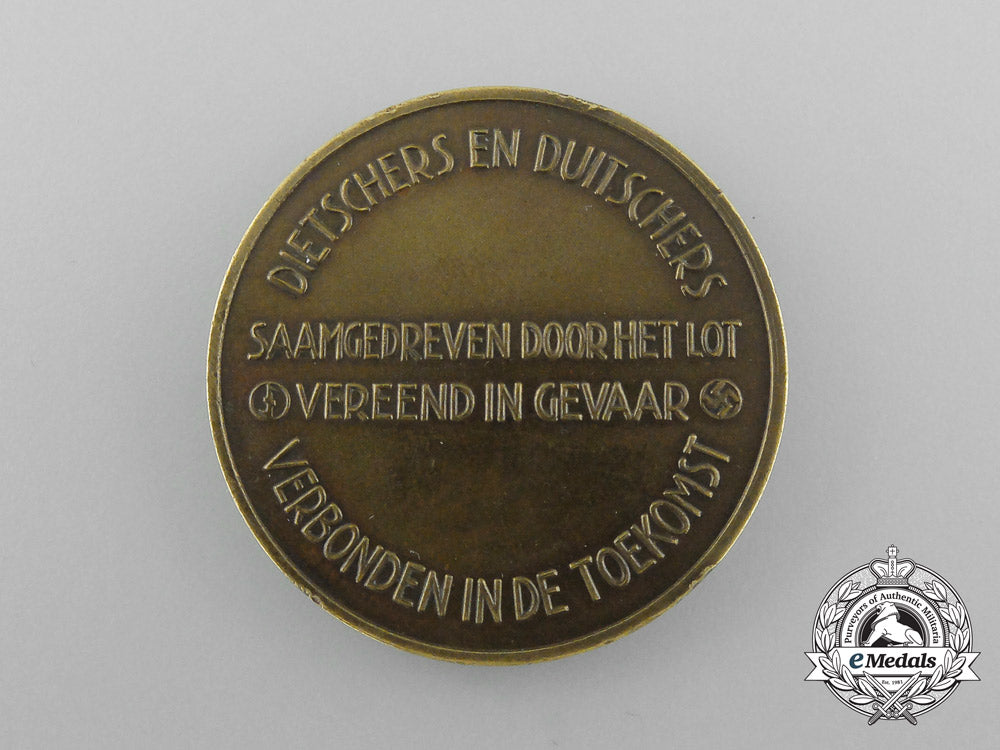 DIETSCHERS EN DUITSCHERS
SAAMGEDREVEN DOOR HET LOT
VEREEND IN GEVAAR
VERBONDEN IN DE TOEKOMST
Purveyors of Authentic Militaria
eMedals
Est. 1981